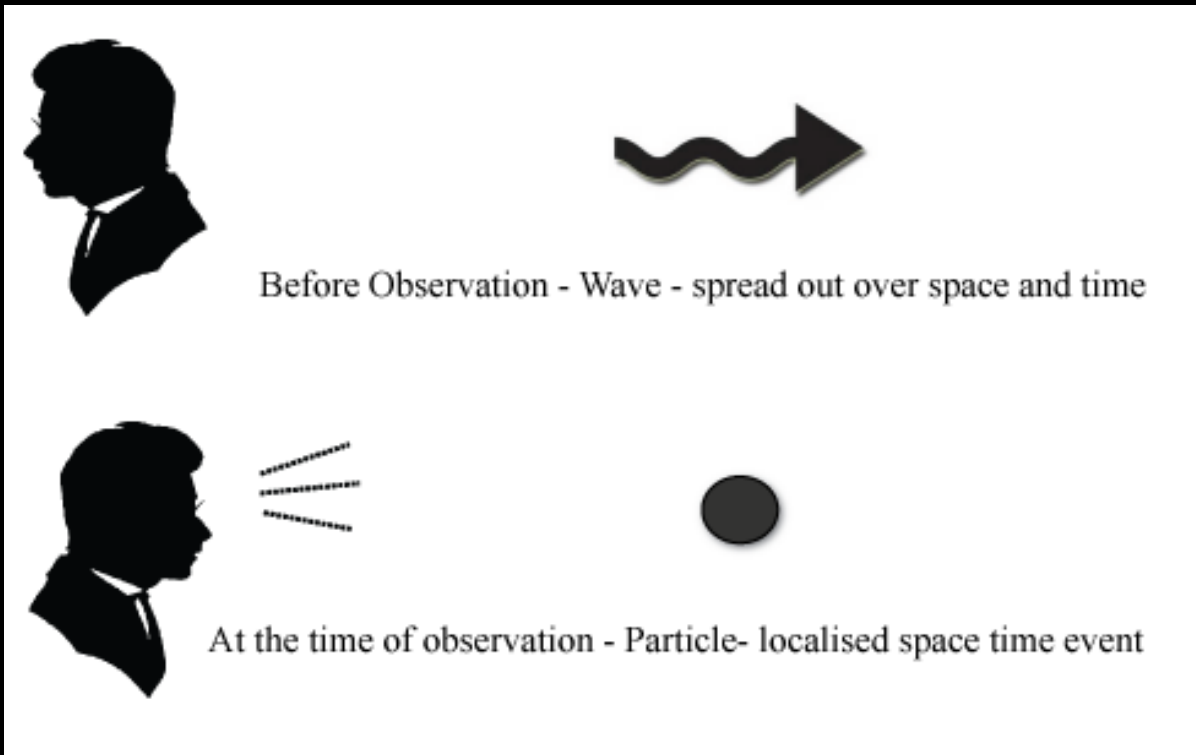 Before Observation - Wave - spread out over space and time
At the time of observation - Particle- localised space time event